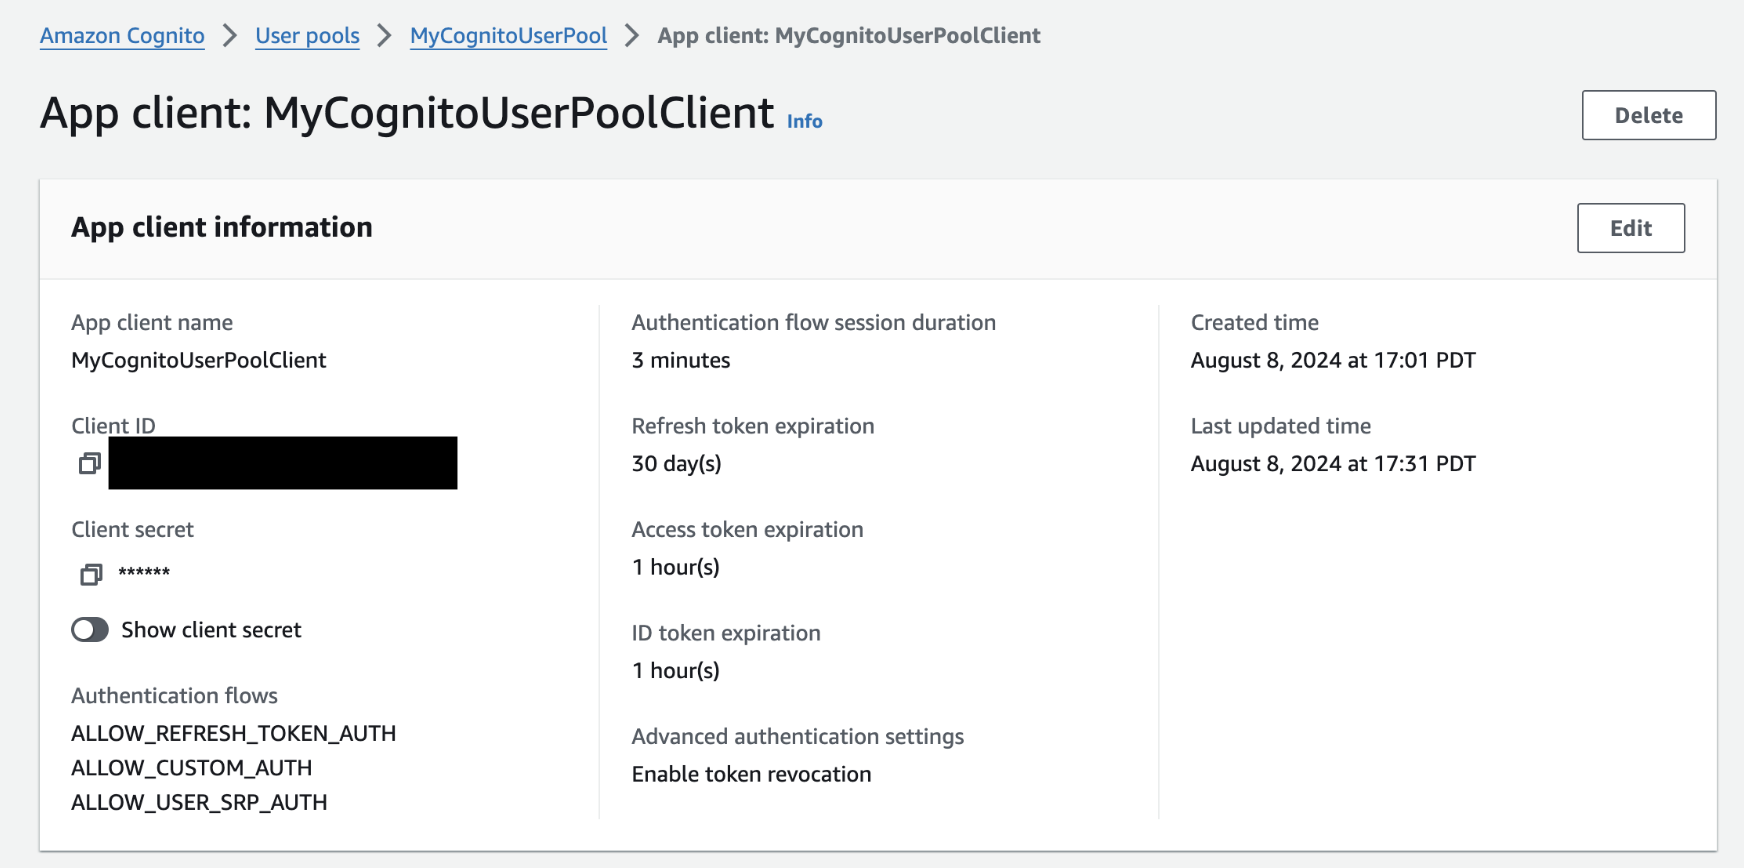 Amazon Cognito > User pools > MyCognitoUserPool > App client: MyCognitoUserPoolClient
App client: MyCognitoUserPoolClient Info
Delete
App client information
Edit
App client name
MyCognitoUserPoolClient
Client ID
Client secret
******
Show client secret
Authentication flows
ALLOW_REFRESH_TOKEN_AUTH
ALLOW_CUSTOM_AUTH
ALLOW_USER_SRP_AUTH
Authentication flow session duration
3 minutes
Refresh token expiration
30 day(s)
Access token expiration
1 hour(s)
ID token expiration
1 hour(s)
Advanced authentication settings
Enable token revocation
Created time
August 8, 2024 at 17:01 PDT
Last updated time
August 8, 2024 at 17:31 PDT